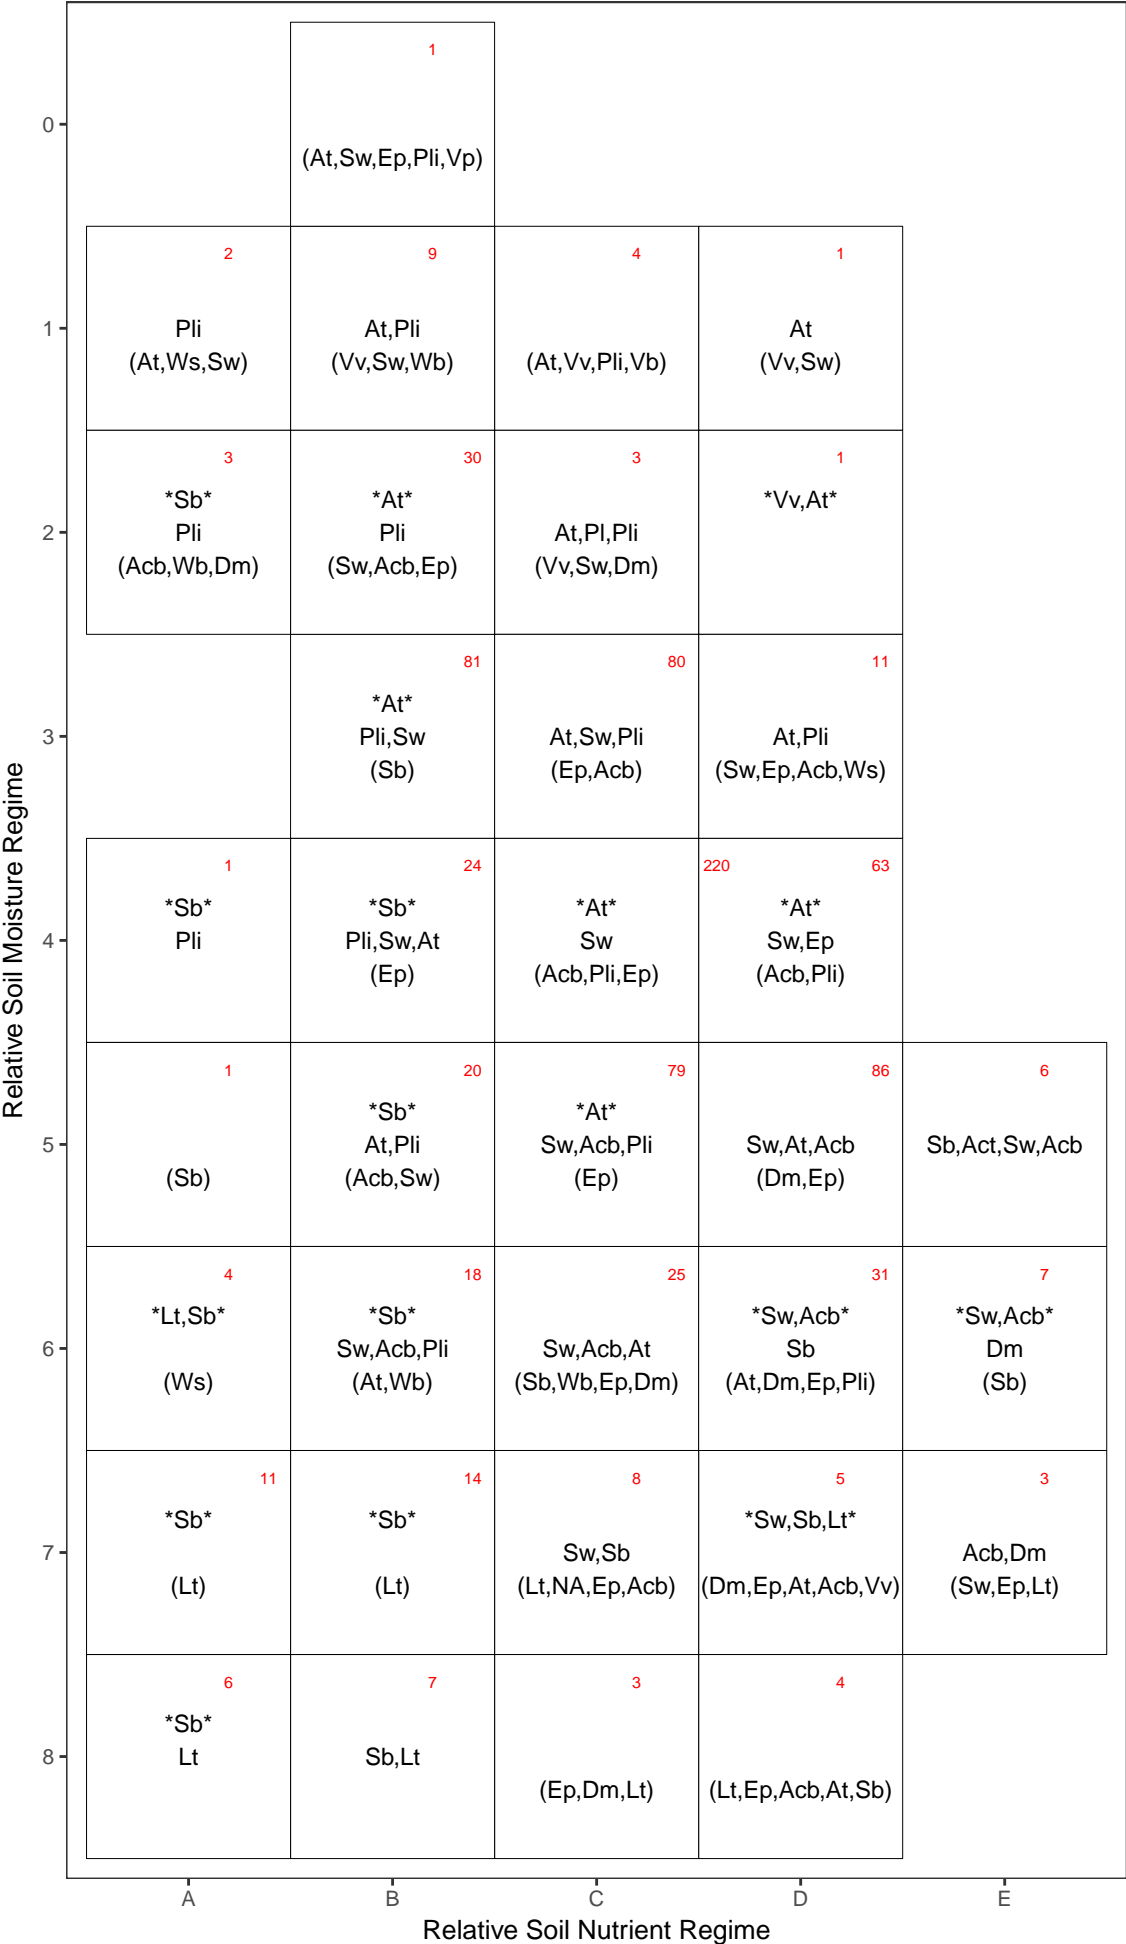 1
0
(At,Sw,Ep,Pli,Vp)
2 9 4 1
1 Pli At,Pli At
(At,Ws,Sw) (Vv,Sw,Wb) (At,Vv,Pli,Vb) (Vv,Sw)
3 30 3 1
*Sb* *At* *Vv,At*
2 Pli Pli At,Pl,Pli
(Acb,Wb,Dm) (Sw,Acb,Ep) (Vv,Sw,Dm)
81 80 11
*At*
3 Pli,Sw At,Sw,Pli At,Pli
(Sb) (Ep,Acb) (Sw,Ep,Acb,Ws)
1 24 220 63
*Sb* *Sb* *At* *At*
4 Pli Pli,Sw,At Sw Sw,Ep
(Ep) (Acb,Pli,Ep) (Acb,Pli)
1 20 79 86 6
*Sb* *At*
5 At,Pli Sw,Acb,Pli Sw,At,Acb Sb,Act,Sw,Acb
(Sb) (Acb,Sw) (Ep) (Dm,Ep)
4 18 25 31 7
*Lt,Sb* *Sb* *Sw,Acb* *Sw,Acb*
6 Sw,Acb,Pli Sw,Acb,At Sb Dm
(Ws) (At,Wb) (Sb,Wb,Ep,Dm) (At,Dm,Ep,Pli) (Sb)
11 14 8 5 3
*Sb* *Sb* *Sw,Sb,Lt*
7 Sw,Sb Acb,Dm
(Lt) (Lt) (Lt,NA,Ep,Acb) (Dm,Ep,At,Acb,Vv) (Sw,Ep,Lt)
6 7 3 4
*Sb*
8 Lt Sb,Lt
(Ep,Dm,Lt) (Lt,Ep,Acb,At,Sb)
A B C D E
Relative Soil Nutrient Regime
Relative Soil Moisture Regime